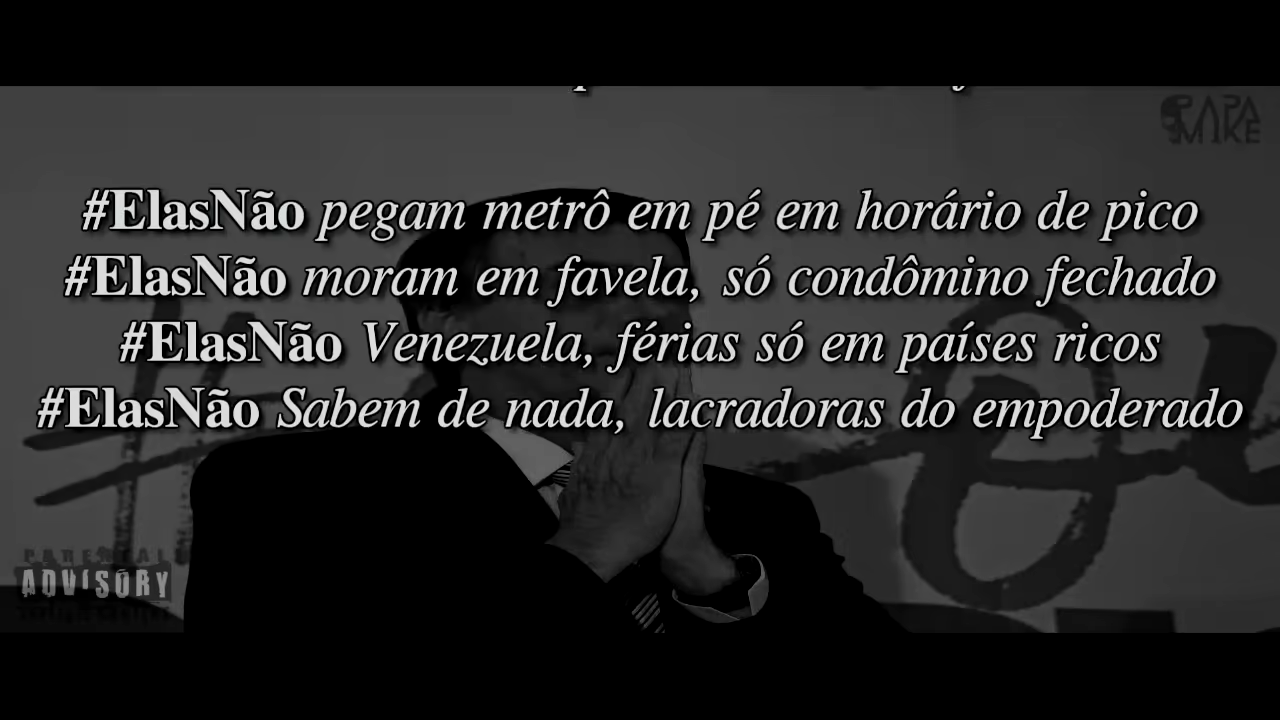 PAPA
MIKE
#ElasNão pegam metrô em pé em horário de pico
#ElasNão moram em favela, só condômino fechado
#ElasNão Venezuela, férias só em países ricos
#ElasNão Sabem de nada, lacradoras do empoderado
PARENTAL
ADVISORY